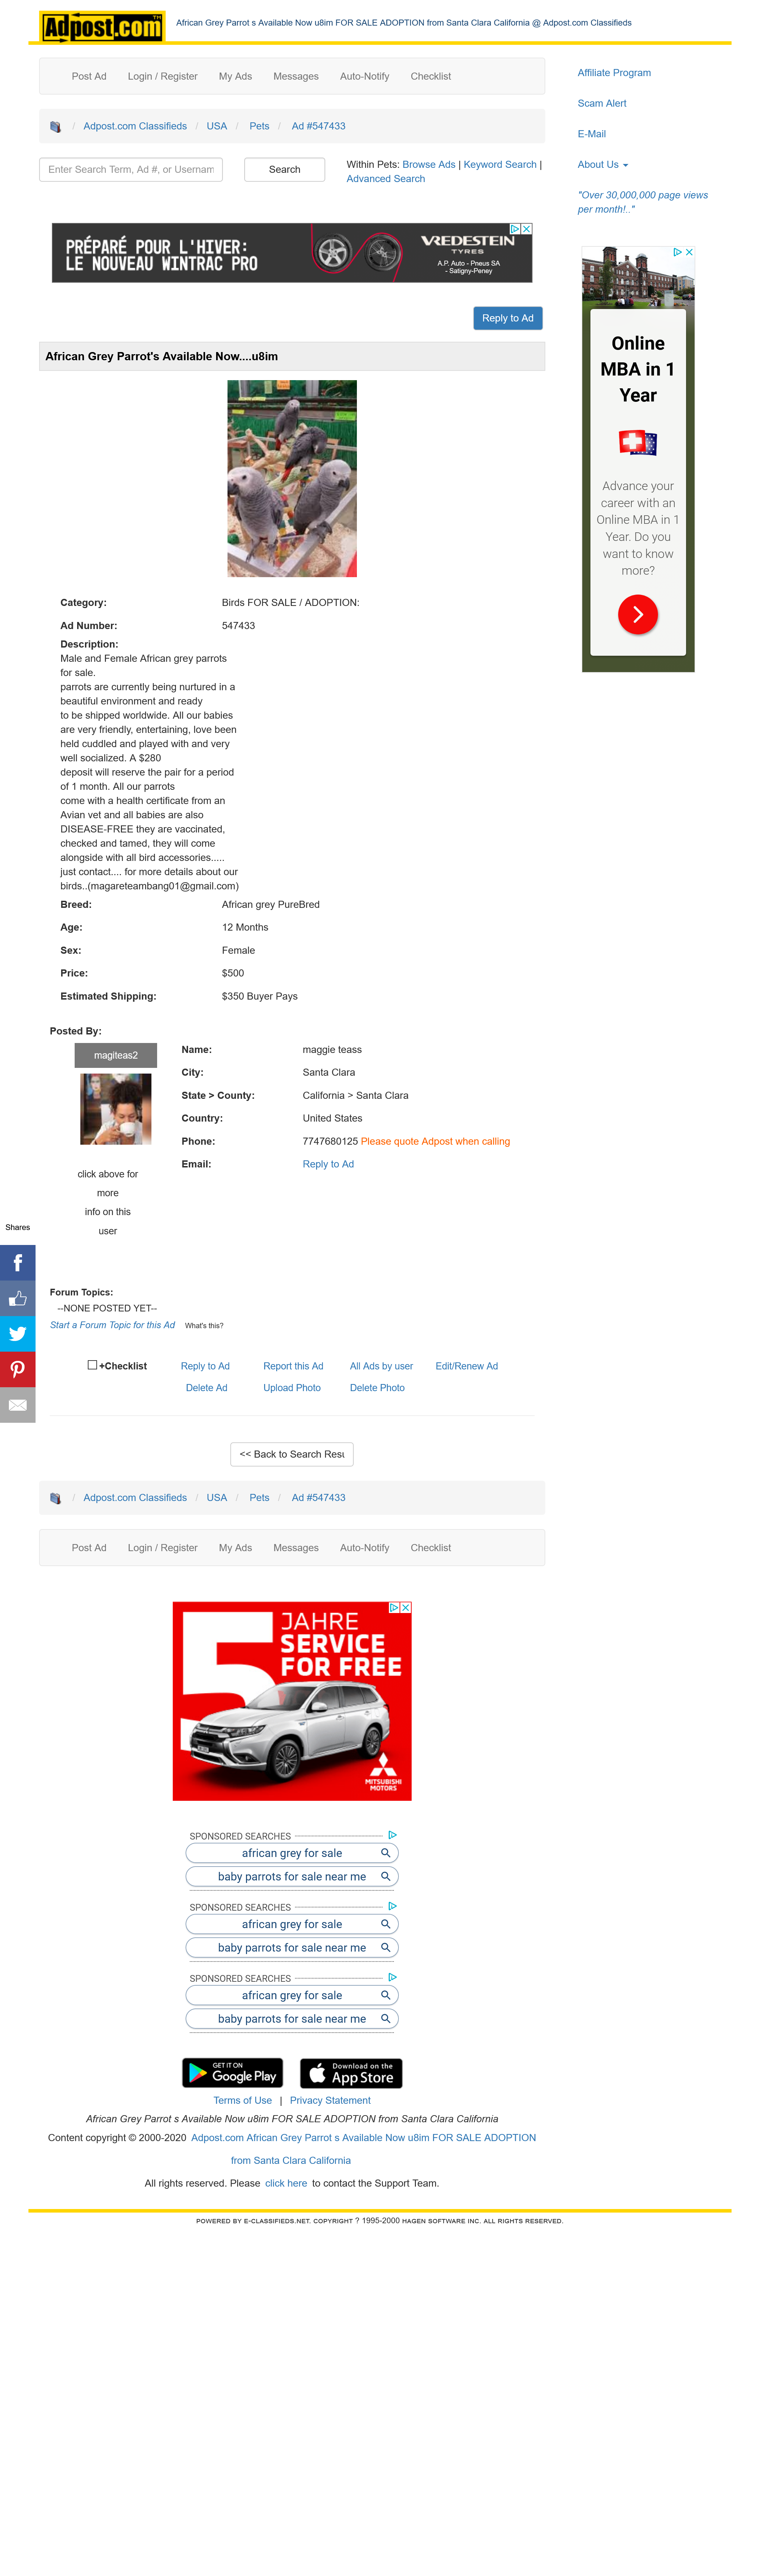 Adpost.com TM
African Grey Parrot s Available Now u8im FOR SALE ADOPTION from Santa Clara California @ Adpost.com Classifieds
Post Ad Login / Register My Ads Messages Auto-Notify Checklist
/ Adpost.com Classifieds / USA / Pets / Ad #547433
Enter Search Term, Ad #, or Usernam
Search
Within Pets: Browse Ads | Keyword Search |
Advanced Search
Affiliate Program
Scam Alert
E-Mail
About Us
"Over 30,000,000 page views
per month!.."
PRÉPARÉ POUR L'HIVER:
LE NOUVEAU WINTRAC PRO
VREDESTEIN
TYRES
A.P. Auto - Pneus SA
- Satigny-Peney
Online
MBA in 1
Year
Advance your
career with an
Online MBA in 1
Year. Do you
want to know
more?
Reply to Ad
African Grey Parrot's Available Now....u8im
Category: Birds FOR SALE / ADOPTION:
Ad Number: 547433
Description:
Male and Female African grey parrots
for sale.
parrots are currently being nurtured in a
beautiful environment and ready
to be shipped worldwide. All our babies
are very friendly, entertaining, love been
held cuddled and played with and very
well socialized. A $280
deposit will reserve the pair for a period
of 1 month. All our parrots
come with a health certificate from an
Avian vet and all babies are also
DISEASE-FREE they are vaccinated,
checked and tamed, they will come
alongside with all bird accessories.....
just contact.... for more details about our
birds..(magareteambang01@gmail.com)
Breed: African grey PureBred
Age: 12 Months
Sex: Female
Price: $500
Estimated Shipping: $350 Buyer Pays
Posted By:
magiteas2
click above for
more
info on this
user
Name: maggie teass
City: Santa Clara
State > County: California > Santa Clara
Country: United States
Phone: 7747680125 Please quote Adpost when calling
Email: Reply to Ad
Shares
Forum Topics:
--NONE POSTED YET--
Start a Forum Topic for this Ad What's this?
+Checklist Reply to Ad Report this Ad All Ads by user Edit/Renew Ad
Delete Ad Upload Photo Delete Photo
<< Back to Search Resu
/ Adpost.com Classifieds / USA / Pets / Ad #547433
Post Ad Login / Register My Ads Messages Auto-Notify Checklist
5 JAHRE
SERVICE
FOR FREE
MITSUBISHI
MOTORS
SPONSORED SEARCHES
african grey for sale
baby parrots for sale near me
SPONSORED SEARCHES
african grey for sale
baby parrots for sale near me
SPONSORED SEARCHES
african grey for sale
baby parrots for sale near me
GET IT ON
Google Play
Download on the
App Store
Terms of Use | Privacy Statement
African Grey Parrot s Available Now u8im FOR SALE ADOPTION from Santa Clara California
Content copyright © 2000-2020 Adpost.com African Grey Parrot s Available Now u8im FOR SALE ADOPTION
from Santa Clara California
All rights reserved. Please click here to contact the Support Team.
POWERED BY E-CLASSIFIEDS.NET. COPYRIGHT ? 1995-2000 HAGEN SOFTWARE INC. ALL RIGHTS RESERVED.